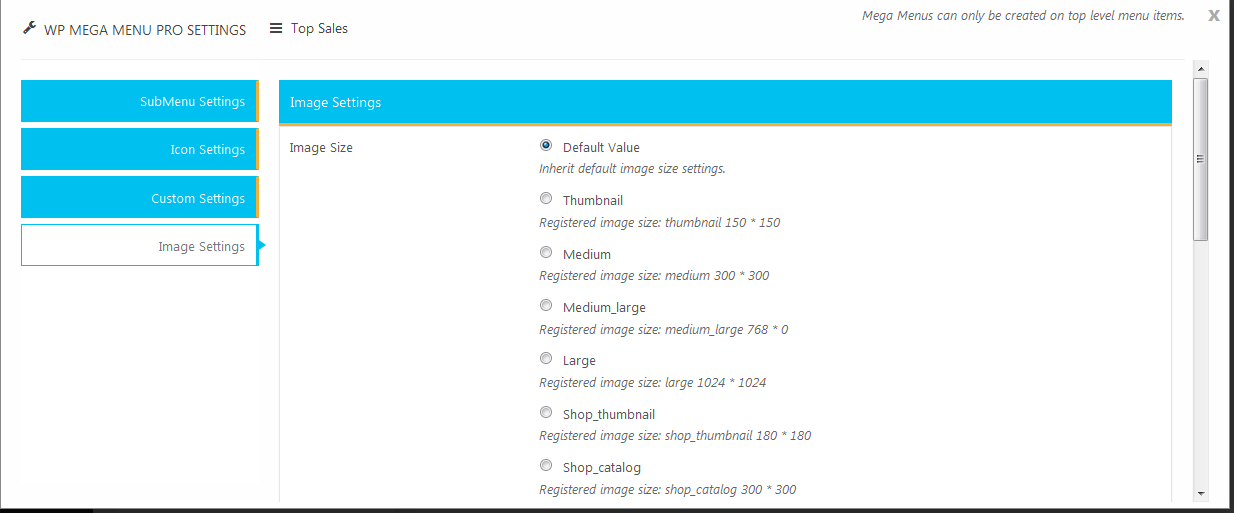 WP MEGA MENU PRO SETTINGS
Top Sales
Mega Menus can only be created on top level menu items.
X
SubMenu Settings
Icon Settings
Custom Settings
Image Settings
Image Settings
Image Size
Default Value
Inherit default image size settings.
Thumbnail
Registered image size: thumbnail 150 * 150
Medium
Registered image size: medium 300 * 300
Medium_large
Registered image size: medium_large 768 * 0
Large
Registered image size: large 1024 * 1024
Shop_thumbnail
Registered image size: shop_thumbnail 180 * 180
Shop_catalog
Registered image size: shop_catalog 300 * 300